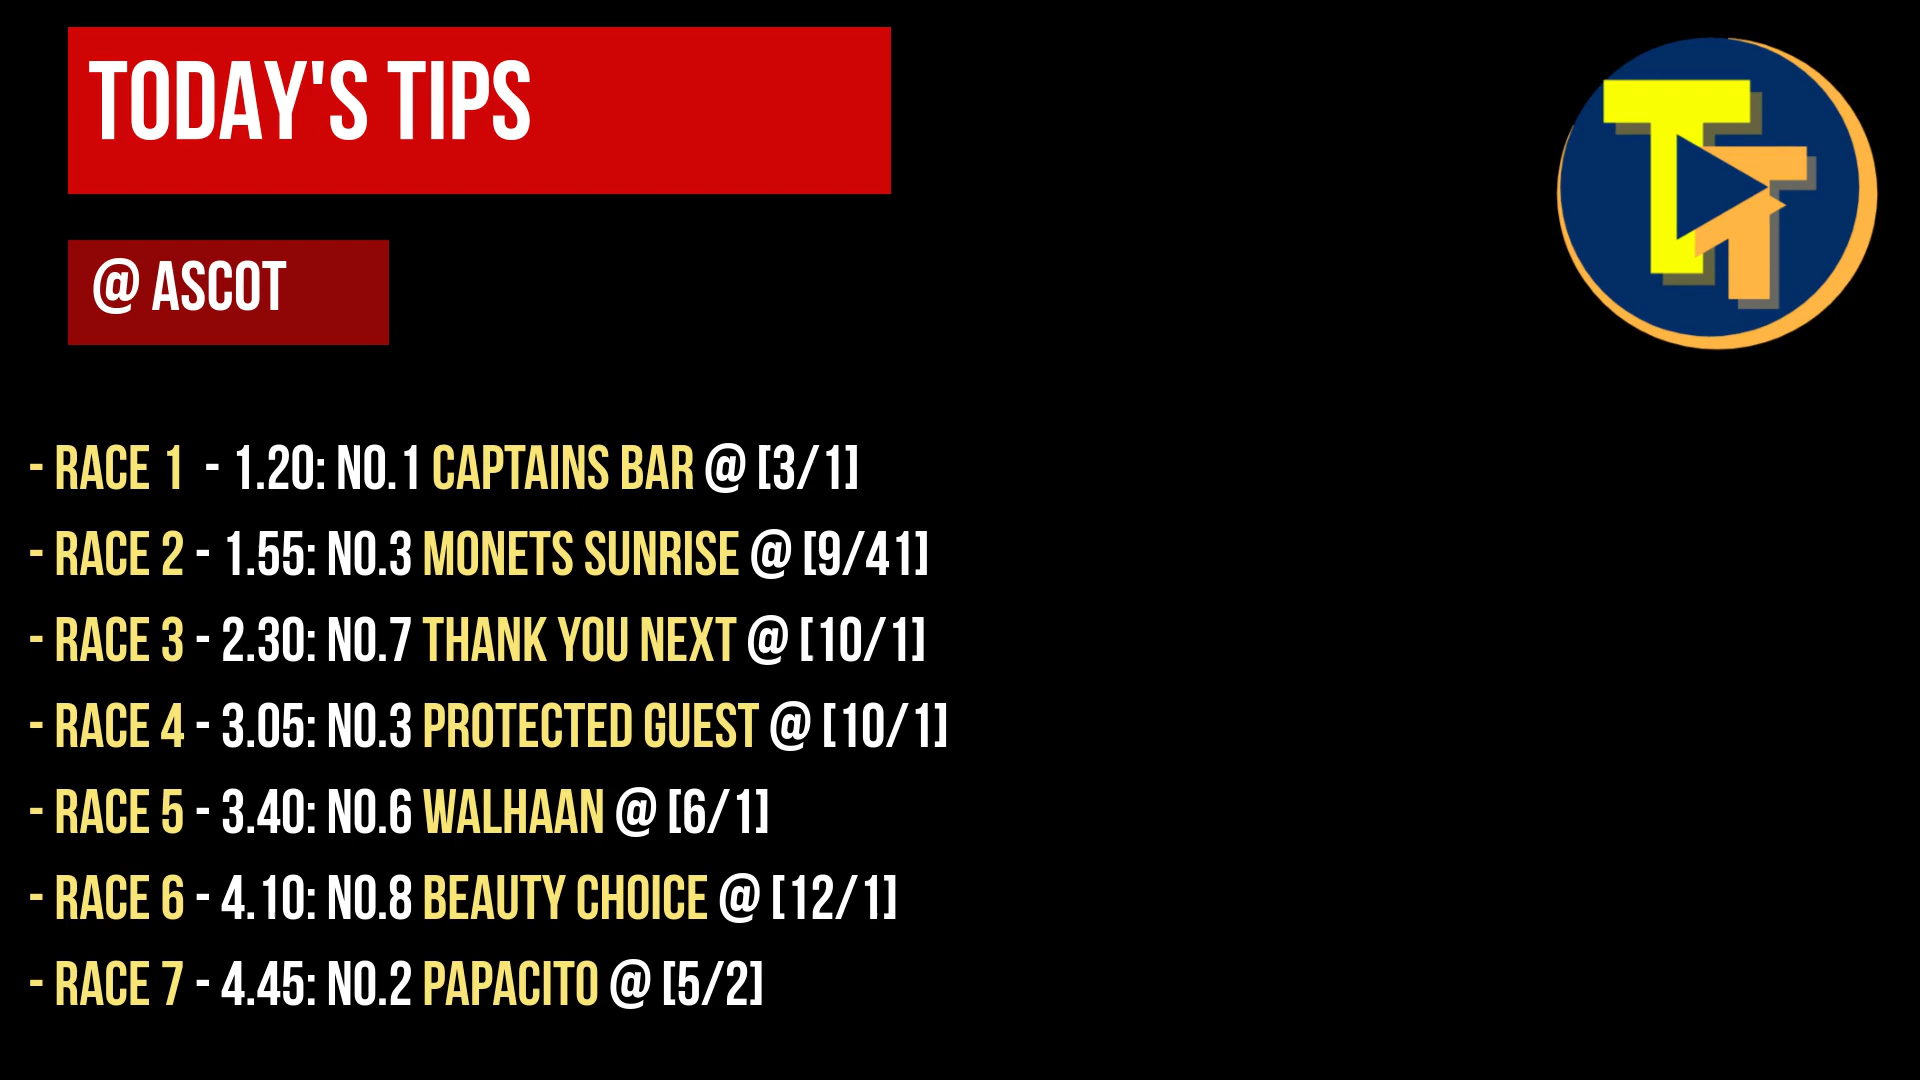 TODAY'S TIPS
@ ASCOT
- RACE 1 - 1.20: NO.1 CAPTAINS BAR @ [3/1]
- RACE 2 - 1.55: NO.3 MONETS SUNRISE @ [9/41]
- RACE 3 - 2.30: NO.7 THANK YOU NEXT @ [10/1]
- RACE 4 - 3.05: NO.3 PROTECTED GUEST @ [10/1]
- RACE 5 - 3.40: NO.6 WALHAAN @ [6/1]
- RACE 6 - 4.10: NO.8 BEAUTY CHOICE @ [12/1]
- RACE 7 - 4.45: NO.2 PAPACITO @ [5/2]